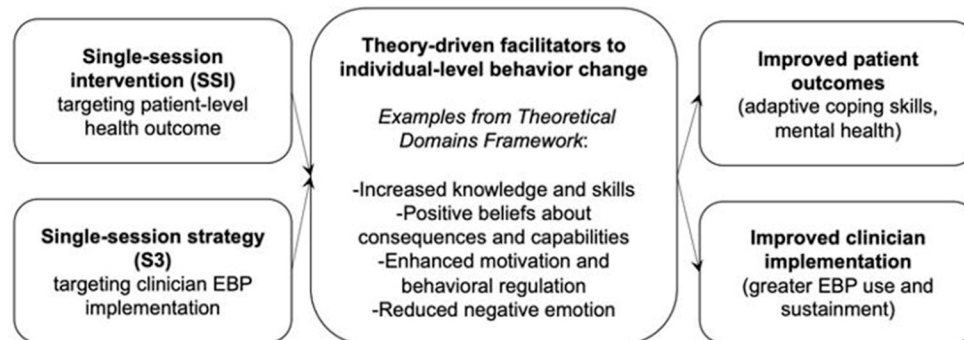 Single-session
intervention (SSI)
targeting patient-level
health outcome
Single-session strategy
(S3)
targeting clinician EBP
implementation
Theory-driven facilitators to
individual-level behavior change
Examples from Theoretical
Domains Framework:
-Increased knowledge and skills
-Positive beliefs about
consequences and capabilities
-Enhanced motivation and
behavioral regulation
-Reduced negative emotion
Improved patient
outcomes
(adaptive coping skills,
mental health)
Improved clinician
implementation
(greater EBP use and
sustainment)